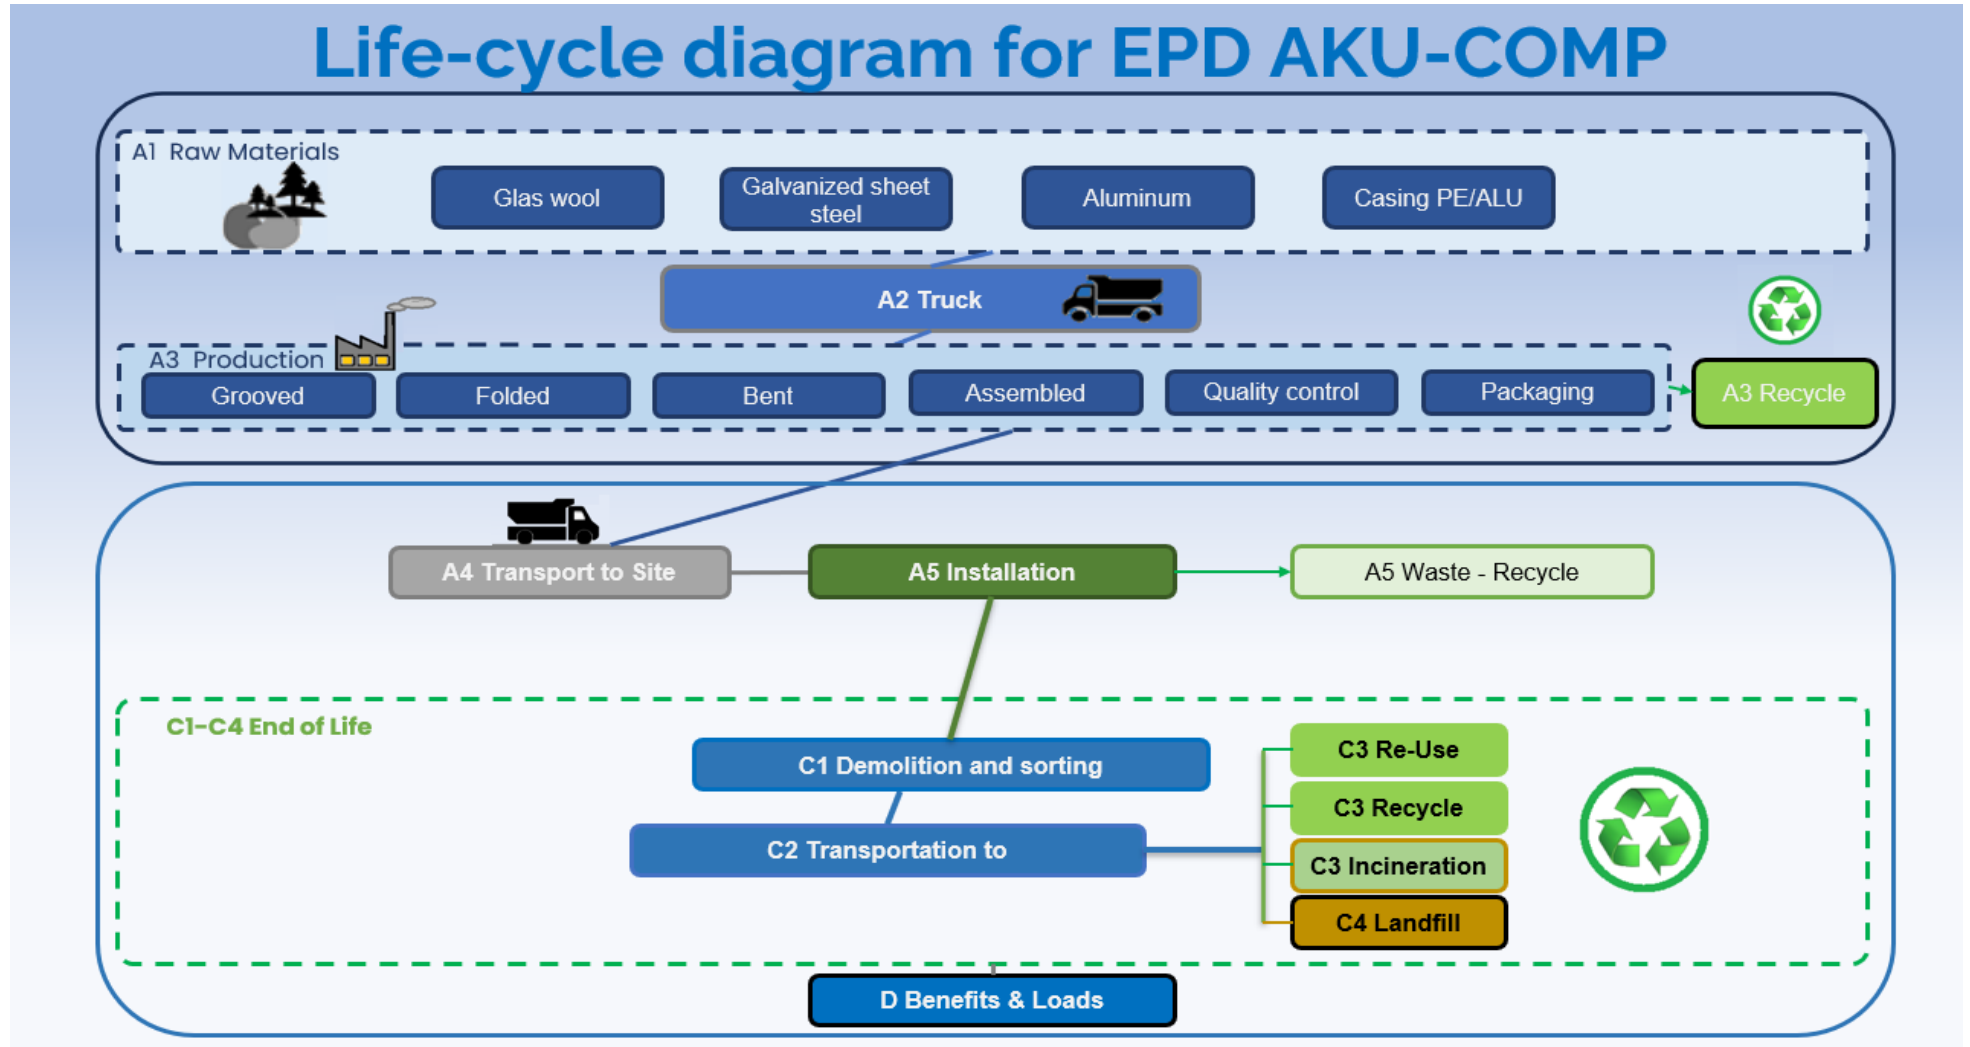 Life-cycle diagram for EPD AKU-COMP
A1 Raw Materials
Glas wool
Galvanized sheet
steel
Aluminum
Casing PE/ALU
A2 Truck
A3 Production
Grooved
Folded
Bent
Assembled
Quality control
Packaging
A3 Recycle
A4 Transport to Site
A5 Installation
A5 Waste - Recycle
C1-C4 End of Life
C1 Demolition and sorting
C2 Transportation to
C3 Re-Use
C3 Recycle
C3 Incineration
C4 Landfill
D Benefits & Loads